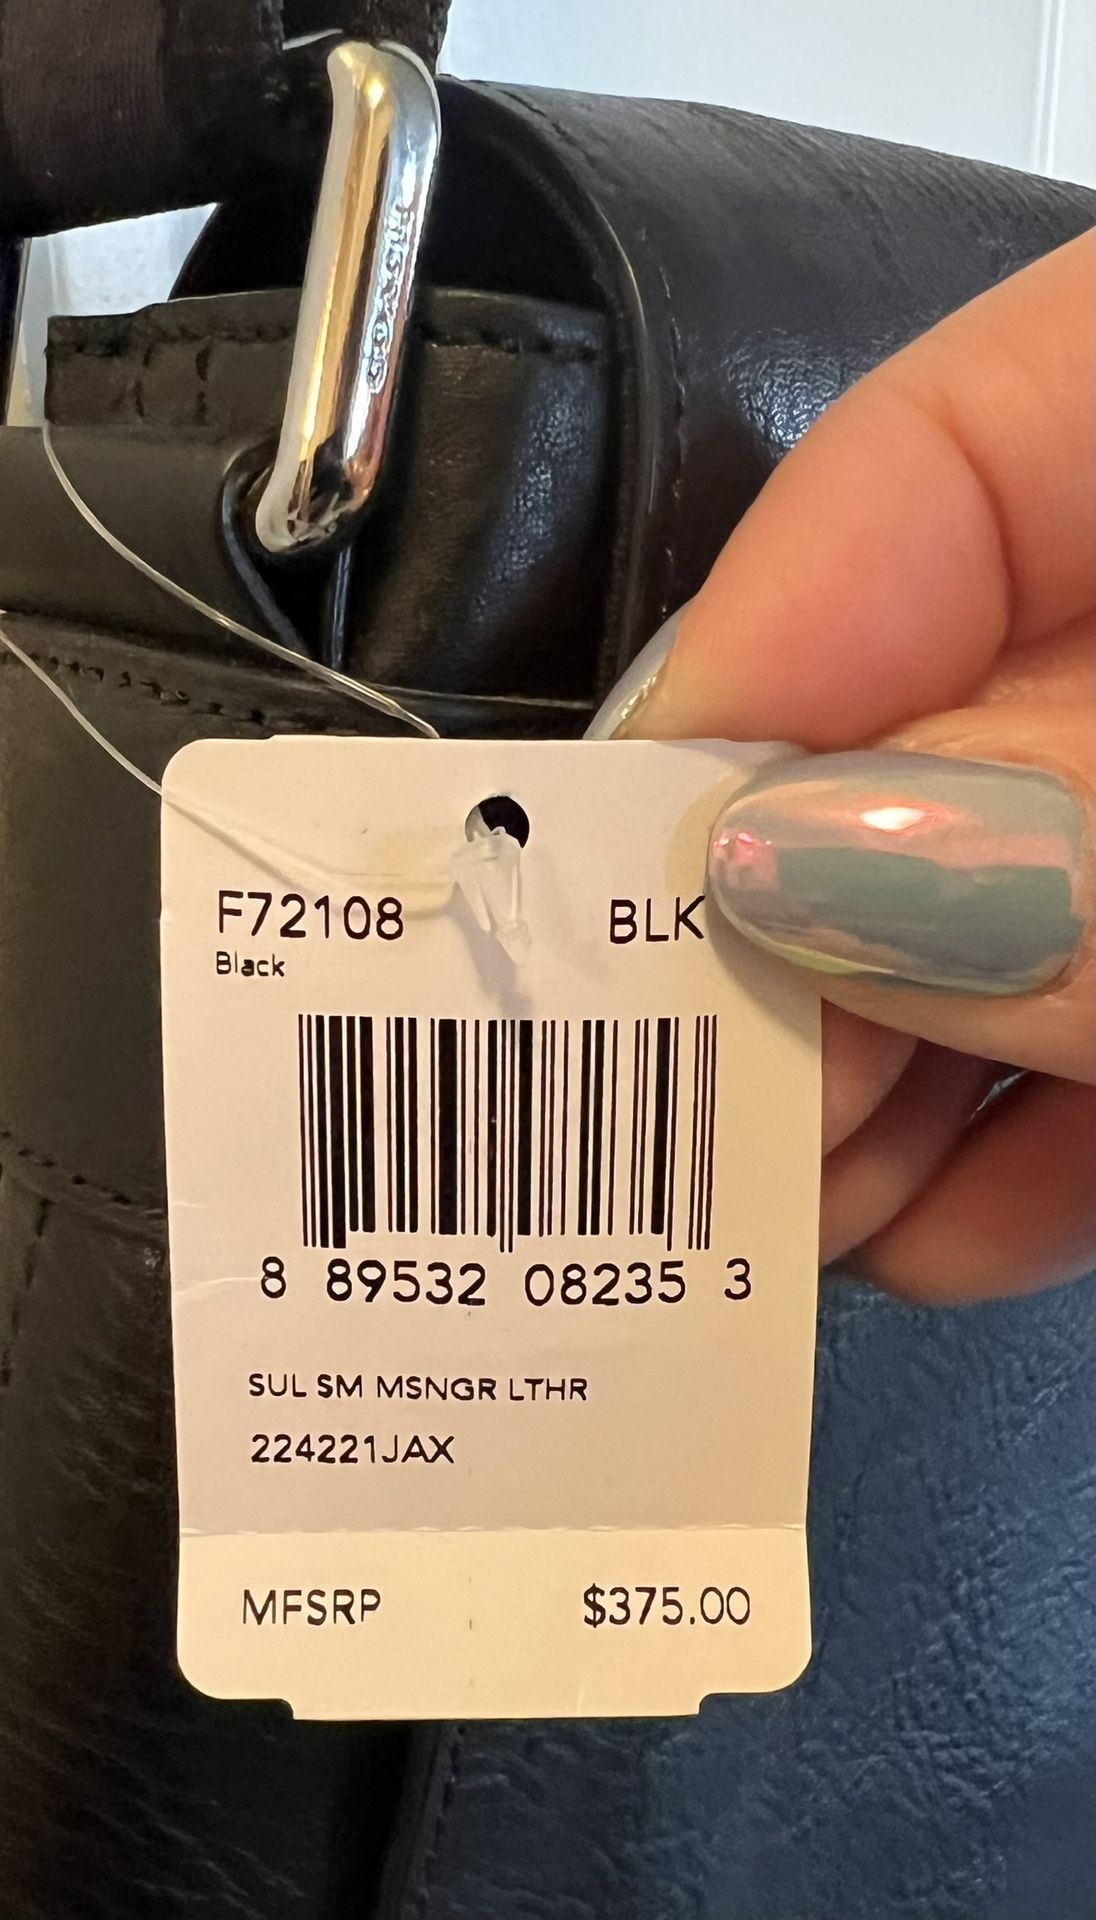 F72108 BLK
Black
8 89532 08235 3
SUL SM MSNGR LTHR
224221JAX
MFSRP $375.00